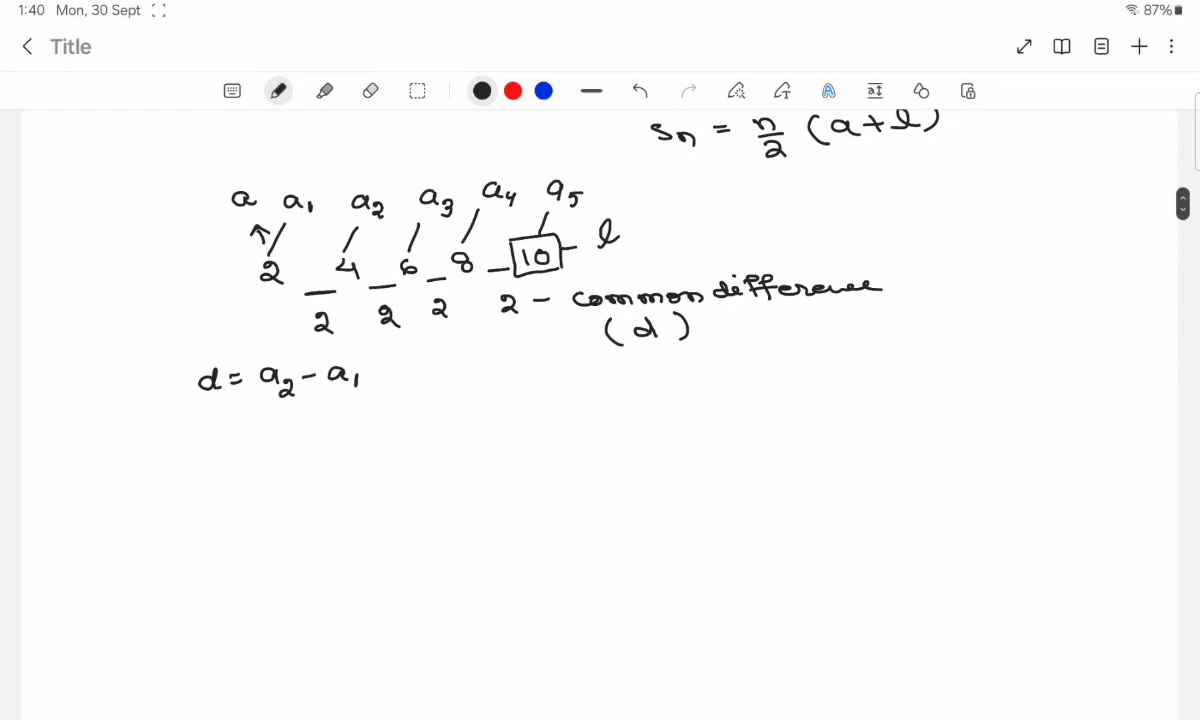 1:40 Mon, 30 Sept 87%
Title
Sn = n/2 (a+l)
a a1 a2 a3 a4 a5
2 4 6 8 10 – l
2 2 2 2 – common difference
(d)
d = a2 - a1